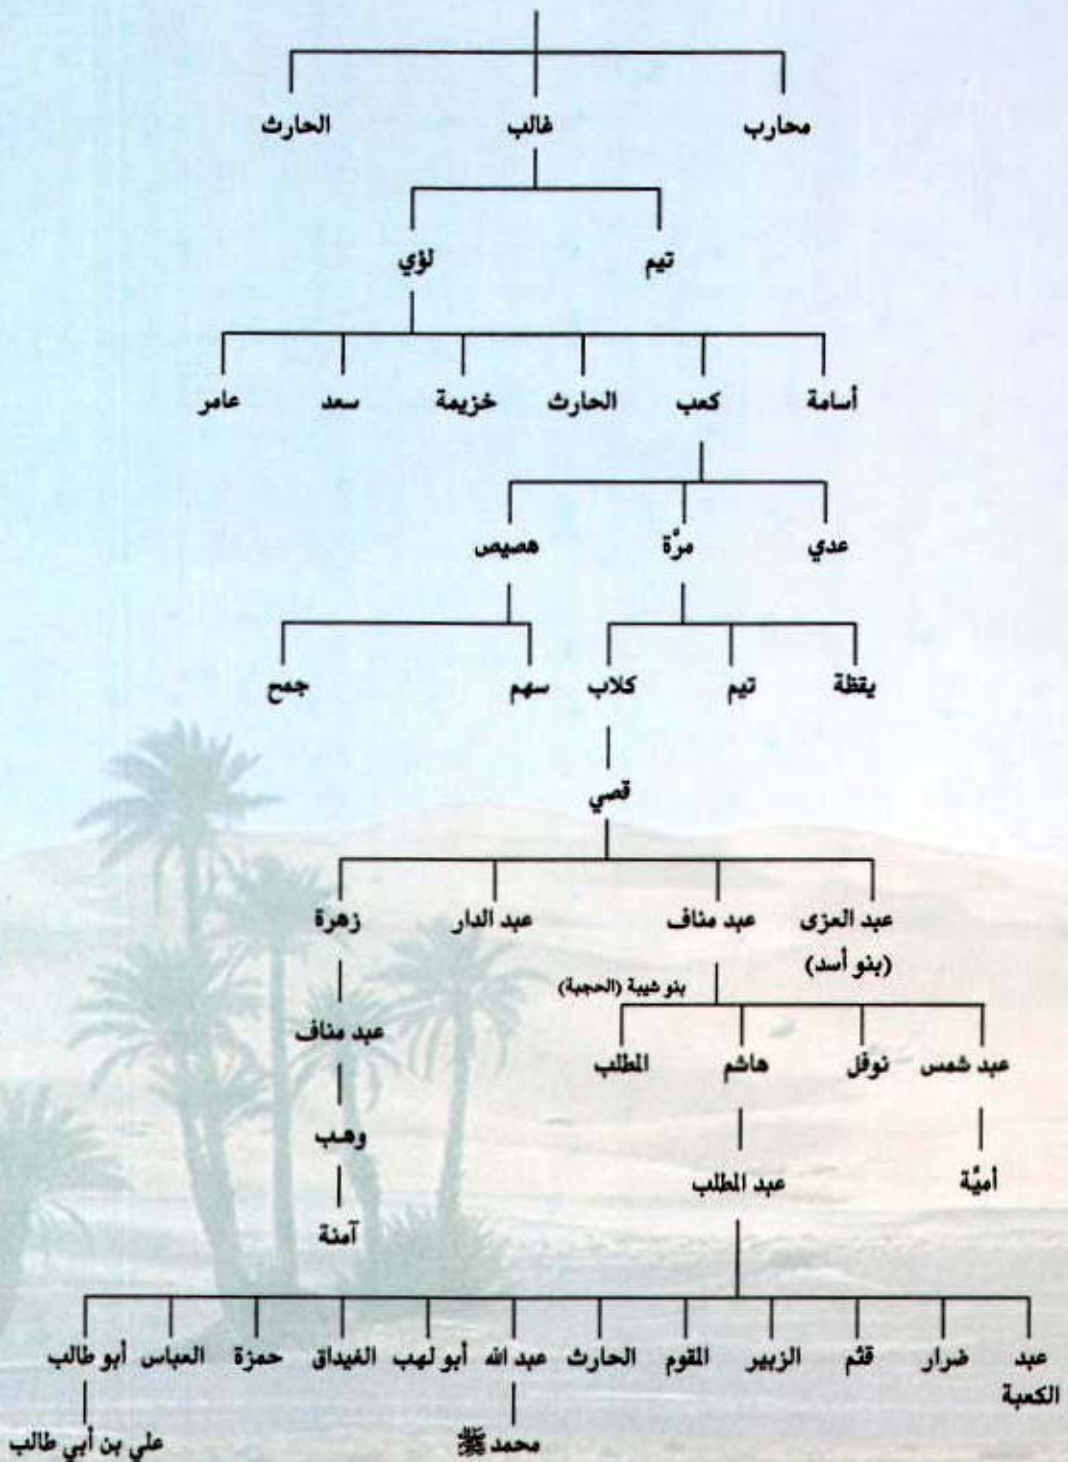 محارب غالب الحارث
تيم لؤي
أسامة كعب الحارث خزيمة سعد عامر
عدي مرَّة هصيص
يقظة تيم كلاب سهم جمح
قصي
عبد العزى عبد مناف عبد الدار زهرة
(بنو أسد)
بنو شيبة (الحجبة)
عبد مناف
عبد شمس نوفل هاشم المطلب
وهب
أميَّة عبد المطلب
آمنة
عبد الكعبة ضرار قثم الزبير المقوم الحارث عبد الله أبو لهب الغيداق حمزة العباس أبو طالب
محمد ﷺ علي بن أبي طالب